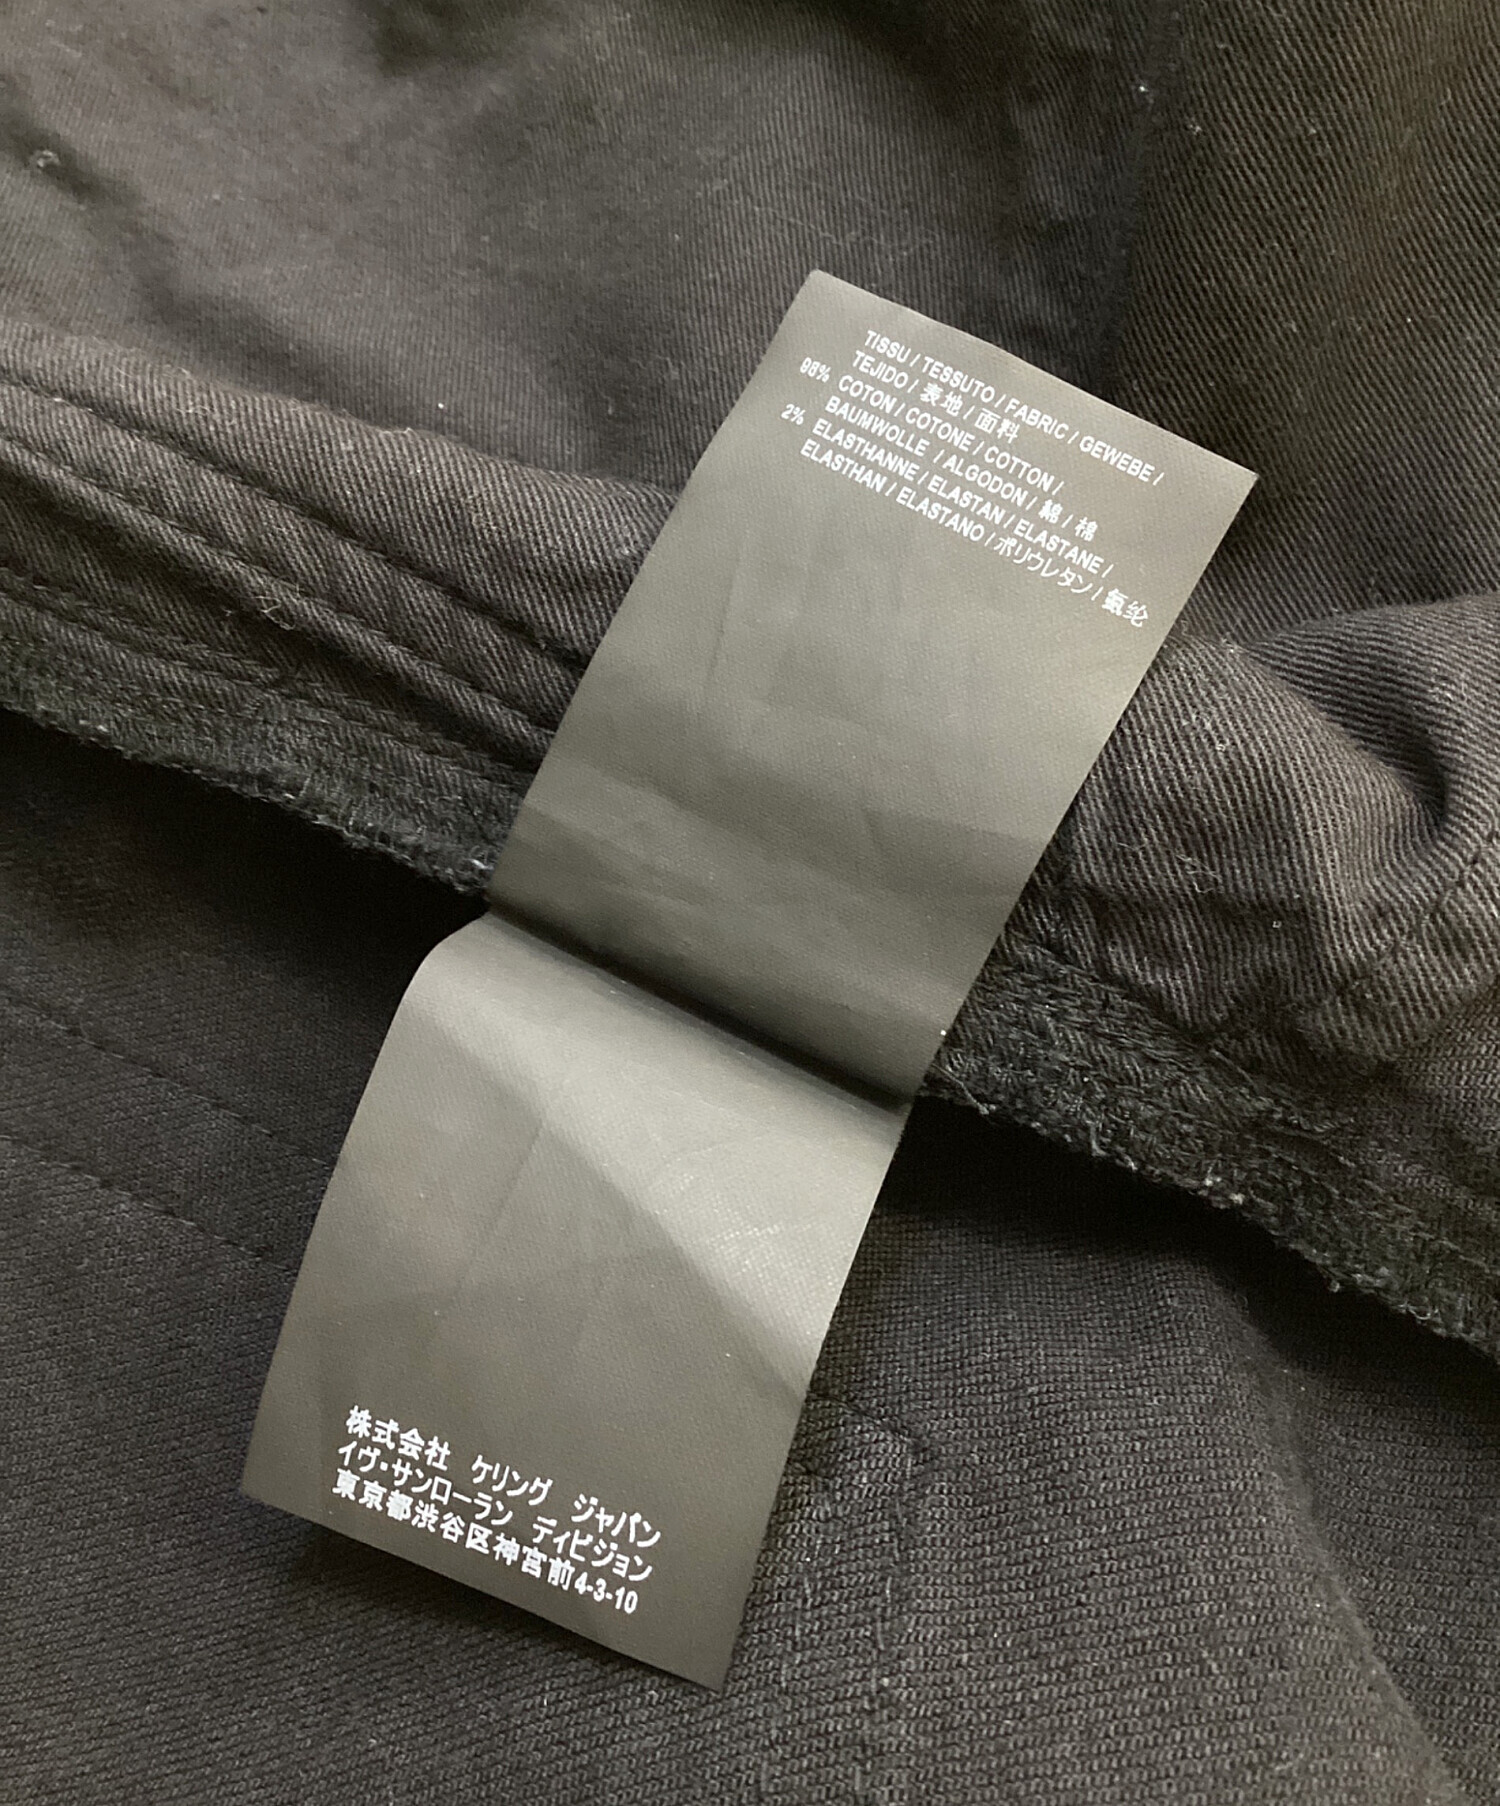 TISSU / TESSUTO / FABRIC / GEWEBE /
TEJIDO / 表地 / 面料
98% COTON / COTONE / COTTON /
BAUMWOLLE / ALGODON / 綿 / 棉
2% ELASTHANNE / ELASTAN / ELASTANE /
ELASTHAN / ELASTANO / ポリウレタン / 氨纶
株式会社 ケリング ジャパン
イヴ・サンローラン ディビジョン
東京都渋谷区神宮前4-3-10